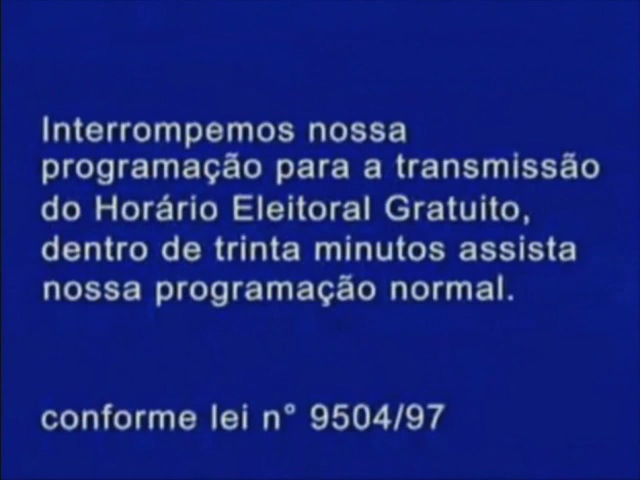 Interrompemos nossa
programação para a transmissão
do Horário Eleitoral Gratuito,
dentro de trinta minutos assista
nossa programação normal.
conforme lei n° 9504/97